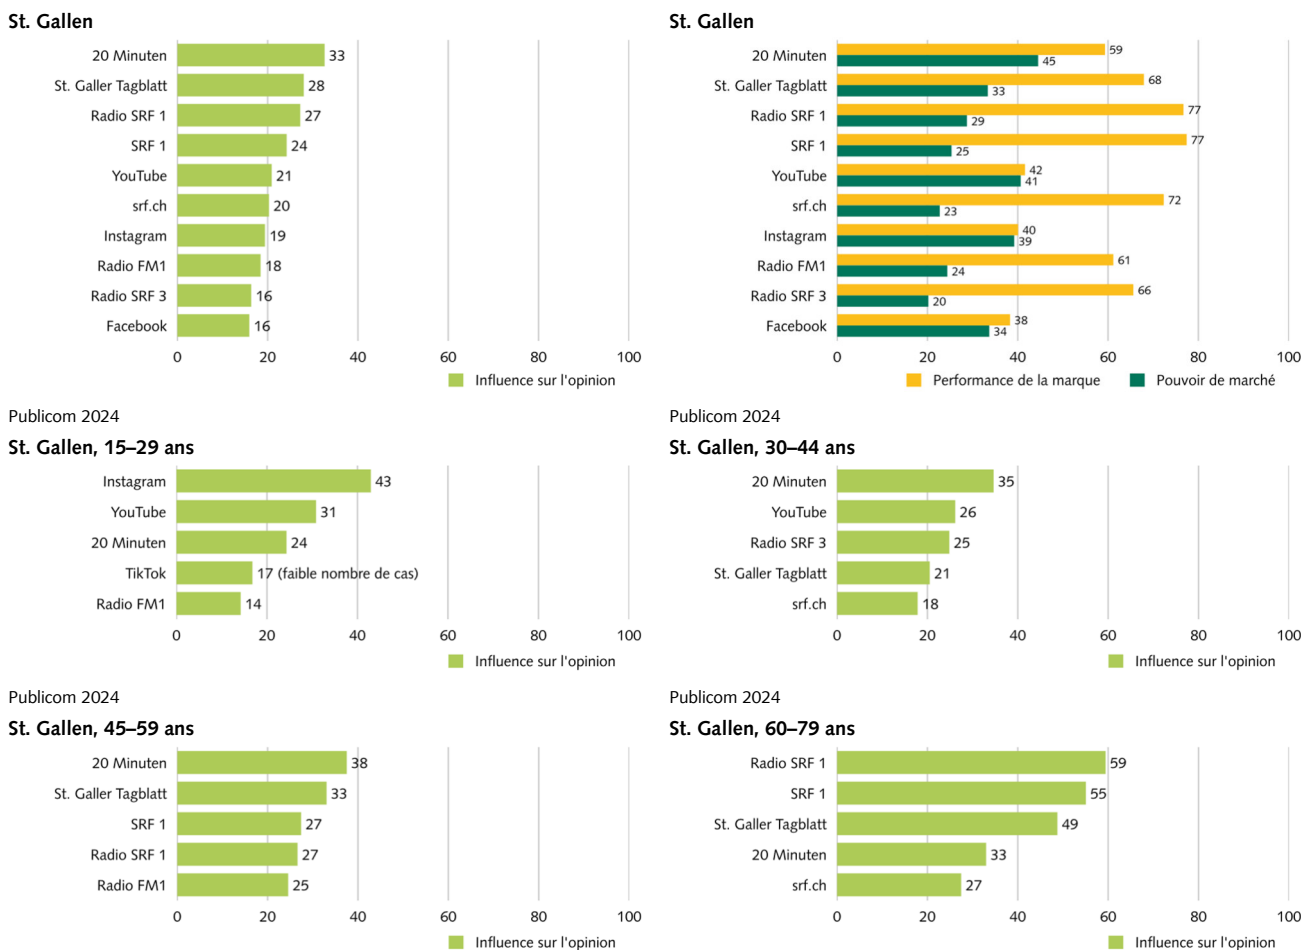 St. Gallen
20 Minuten 33
St. Galler Tagblatt 28
Radio SRF 1 27
SRF 1 24
YouTube 21
srf.ch 20
Instagram 19
Radio FM1 18
Radio SRF 3 16
Facebook 16
0 20 40 60 80 100
Influence sur l'opinion
Publicom 2024
St. Gallen
20 Minuten 59 45
St. Galler Tagblatt 68 33
Radio SRF 1 77 29
SRF 1 77 25
YouTube 42 41
srf.ch 72 23
Instagram 40 39
Radio FM1 61 24
Radio SRF 3 66 20
Facebook 38 34
0 20 40 60 80 100
Performance de la marque Pouvoir de marché
Publicom 2024
St. Gallen, 15–29 ans
Instagram 43
YouTube 31
20 Minuten 24
TikTok 17 (faible nombre de cas)
Radio FM1 14
0 20 40 60 80 100
Influence sur l'opinion
Publicom 2024
St. Gallen, 30–44 ans
20 Minuten 35
YouTube 26
Radio SRF 3 25
St. Galler Tagblatt 21
srf.ch 18
0 20 40 60 80 100
Influence sur l'opinion
Publicom 2024
St. Gallen, 45–59 ans
20 Minuten 38
St. Galler Tagblatt 33
SRF 1 27
Radio SRF 1 27
Radio FM1 25
0 20 40 60 80 100
Influence sur l'opinion
St. Gallen, 60–79 ans
Radio SRF 1 59
SRF 1 55
St. Galler Tagblatt 49
20 Minuten 33
srf.ch 27
0 20 40 60 80 100
Influence sur l'opinion